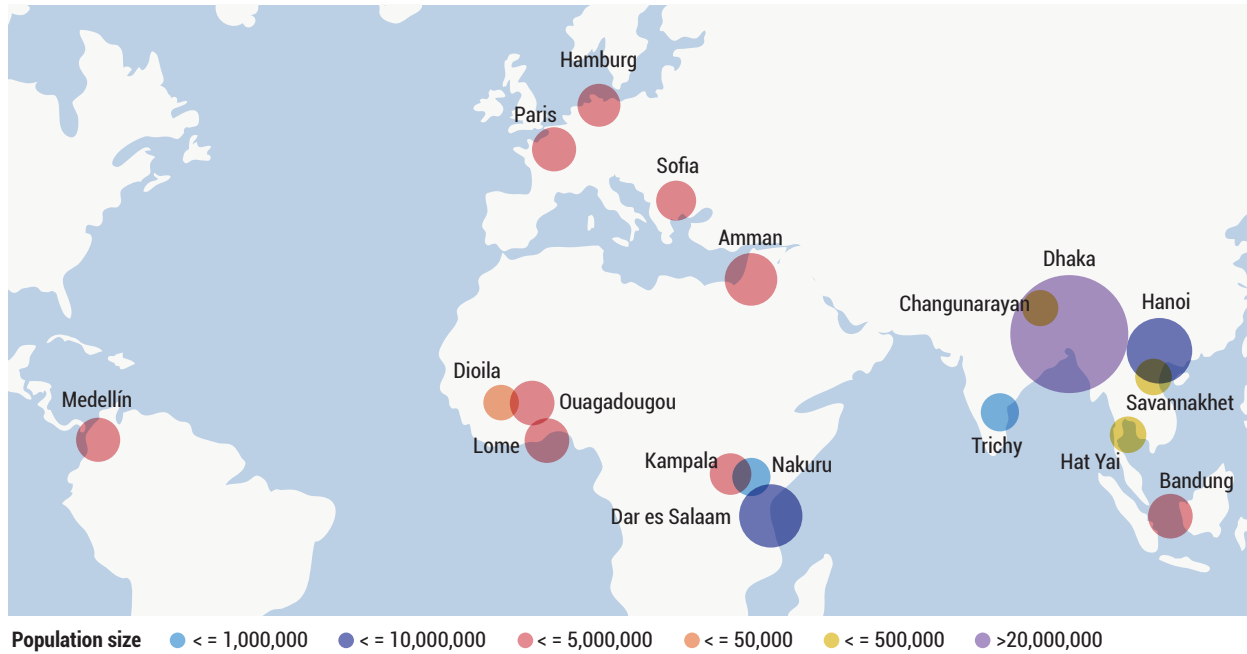 Hamburg
Paris
Sofia
Amman
Dhaka
Changunarayan
Hanoi
Dioila
Medellín
Ouagadougou
Savannakhet
Lome
Trichy
Hat Yai
Kampala
Nakuru
Bandung
Dar es Salaam
Population size < = 1,000,000 < = 10,000,000 < = 5,000,000 < = 50,000 < = 500,000 >20,000,000